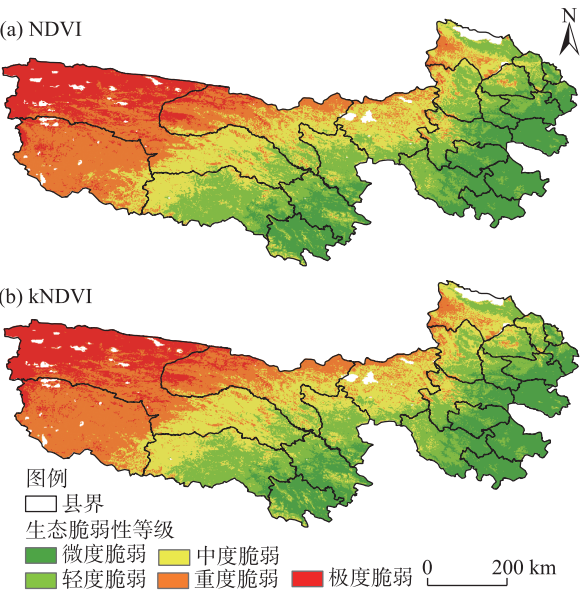 (a) NDVI
N
(b) kNDVI
图例
县界
生态脆弱性等级
微度脆弱 中度脆弱
轻度脆弱 重度脆弱 极度脆弱
0 200 km